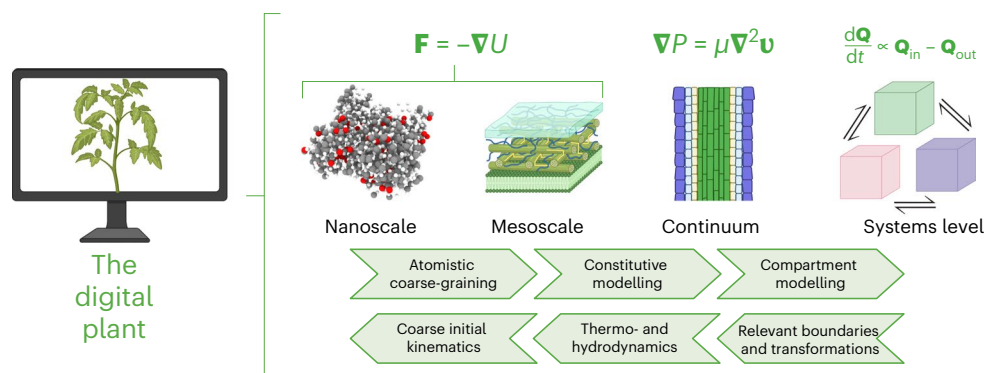 The
digital
plant
F = −∇U
∇P = μ∇²υ
dQ/dt ∝ Q_in − Q_out
Nanoscale
Mesoscale
Continuum
Systems level
Atomistic
coarse-graining
Constitutive
modelling
Compartment
modelling
Coarse initial
kinematics
Thermo- and
hydrodynamics
Relevant boundaries
and transformations